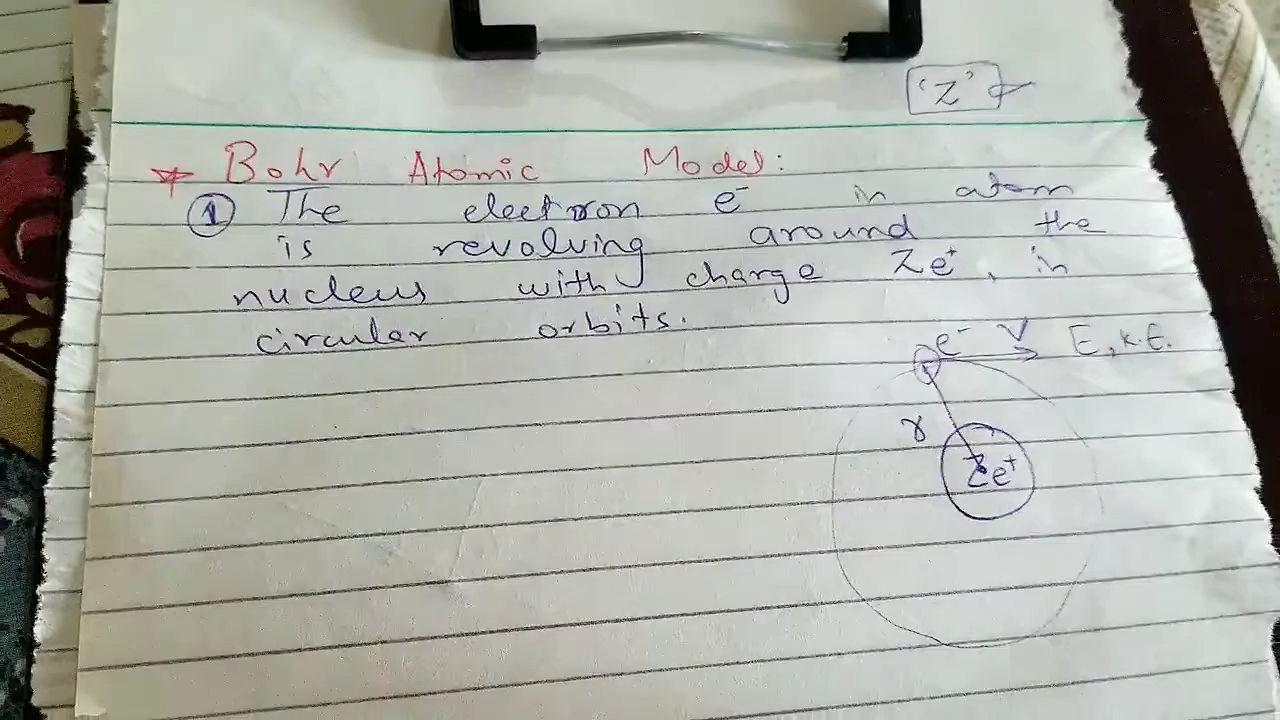 'Z'
* Bohr Atomic Model:
① The electron e⁻ in atom
is revolving around the
nucleus with charge Ze⁺, in
circular orbits.
e⁻ V E, K.E.
r
Ze⁺